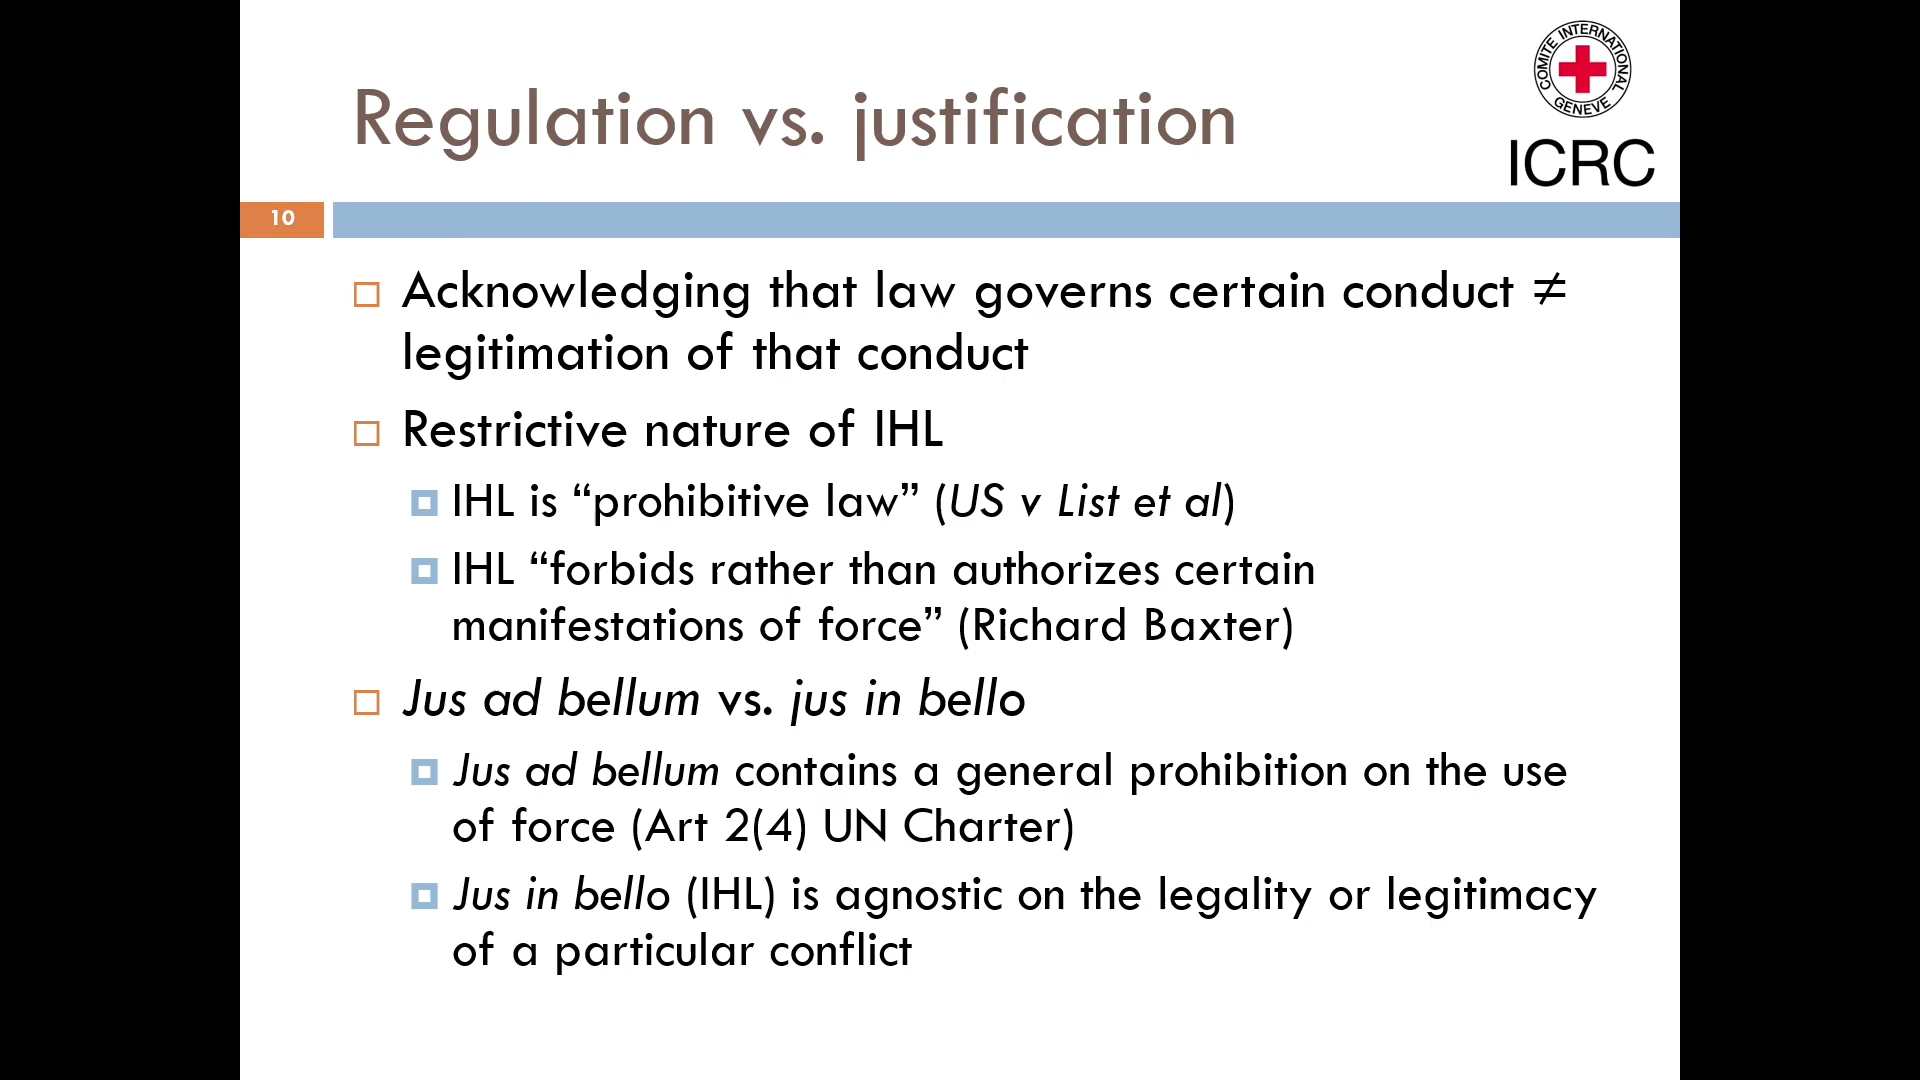 Regulation vs. justification
COMITE INTERNATIONAL
GENEVE
ICRC
10
Acknowledging that law governs certain conduct ≠
legitimation of that conduct
Restrictive nature of IHL
IHL is “prohibitive law” (US v List et al)
IHL “forbids rather than authorizes certain
manifestations of force” (Richard Baxter)
Jus ad bellum vs. jus in bello
Jus ad bellum contains a general prohibition on the use
of force (Art 2(4) UN Charter)
Jus in bello (IHL) is agnostic on the legality or legitimacy
of a particular conflict